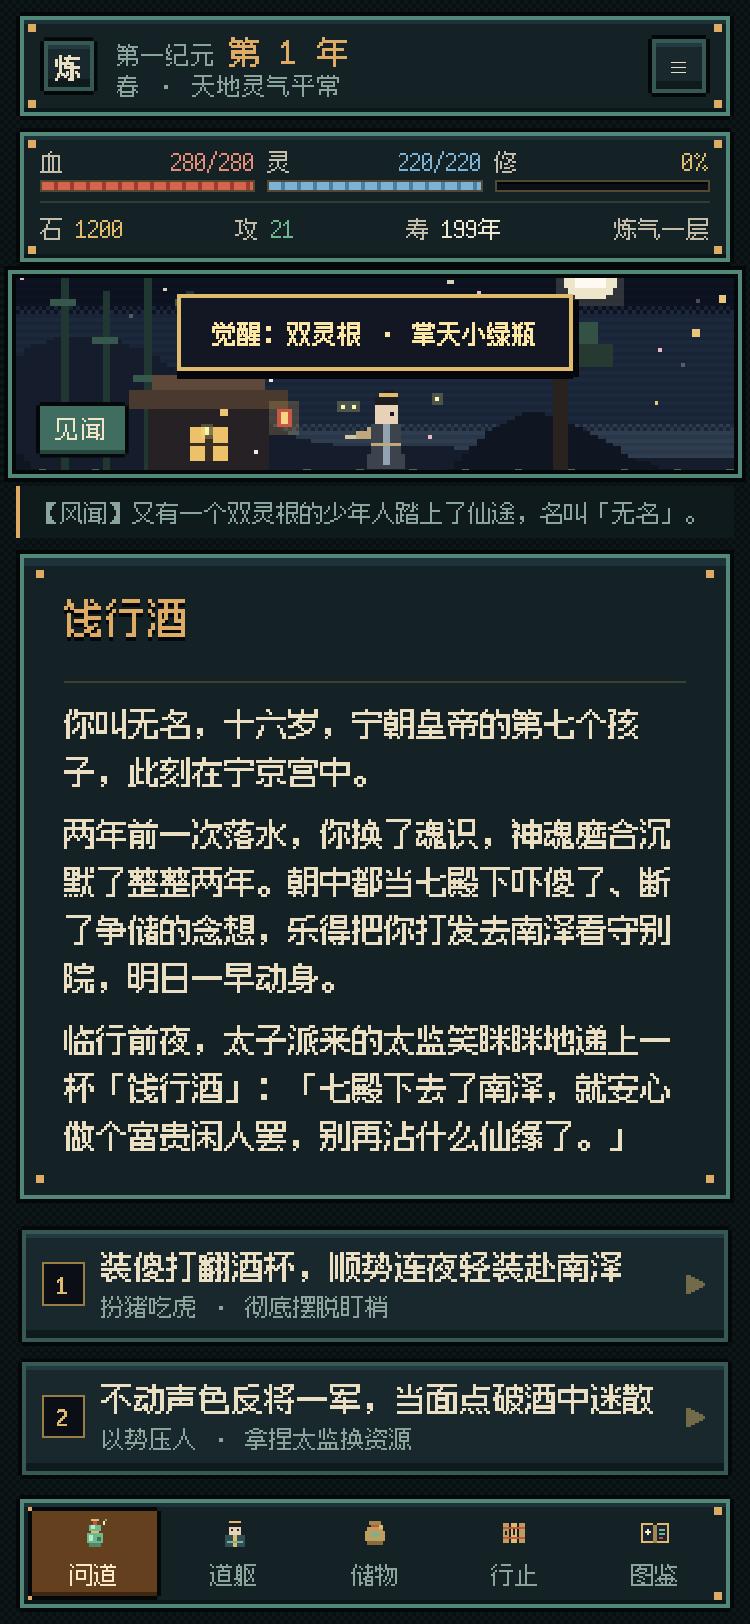 炼 第一纪元 第 1 年
春 · 天地灵气平常
血 280/280 灵 220/220 修 0%
石 1200 攻 21 寿 199年 炼气一层
觉醒：双灵根 · 掌天小绿瓶
见闻
【风闻】又有一个双灵根的少年人踏上了仙途，名叫「无名」。
饯行酒
你叫无名，十六岁，宁朝皇帝的第七个孩
子，此刻在宁京宫中。
两年前一次落水，你换了魂识，神魂磨合沉
默了整整两年。朝中都当七殿下吓傻了、断
了争储的念想，乐得把你打发去南泽看守别
院，明日一早动身。
临行前夜，太子派来的太监笑眯眯地递上一
杯「饯行酒」：「七殿下去了南泽，就安心
做个富贵闲人罢，别再沾什么仙缘了。」
1 装傻打翻酒杯，顺势连夜轻装赴南泽
扮猪吃虎 · 彻底摆脱盯梢
2 不动声色反将一军，当面点破酒中迷散
以势压人 · 拿捏太监换资源
问道 道躯 储物 行止 图鉴